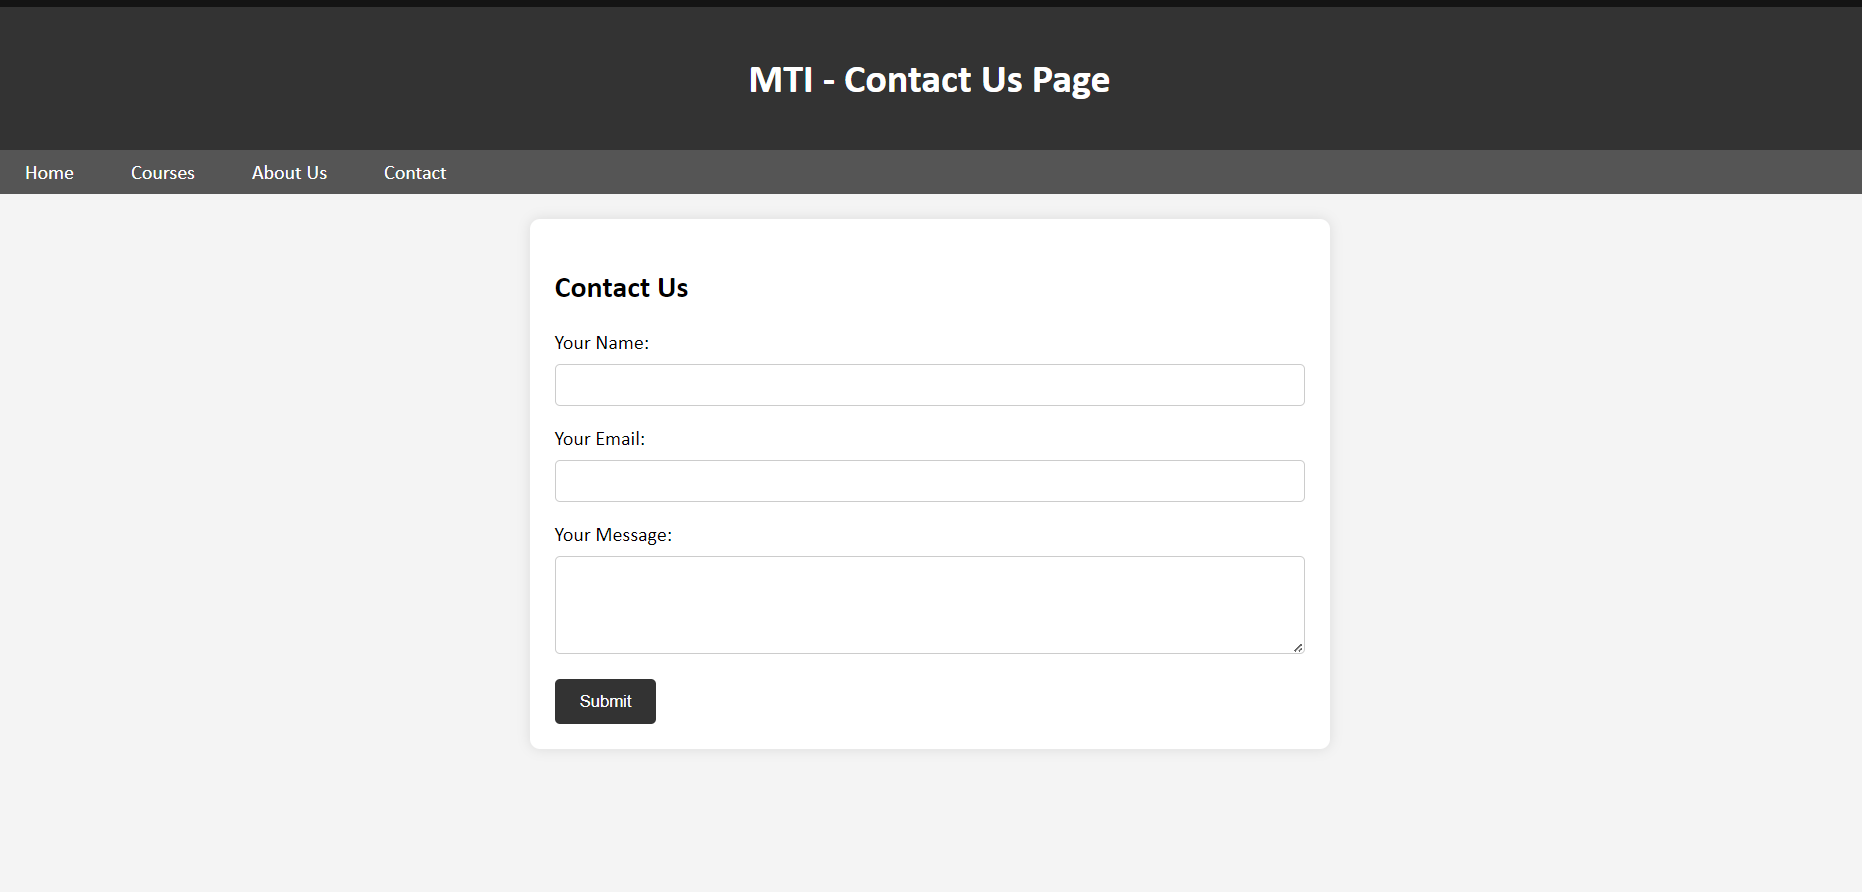 MTI - Contact Us Page
Home Courses About Us Contact
Contact Us
Your Name:
Your Email:
Your Message:
Submit